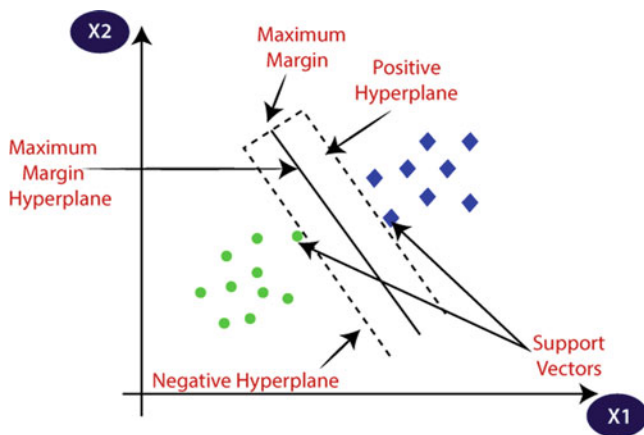 X2
Maximum
Margin
Positive
Hyperplane
Maximum
Margin
Hyperplane
Support
Vectors
Negative Hyperplane
X1